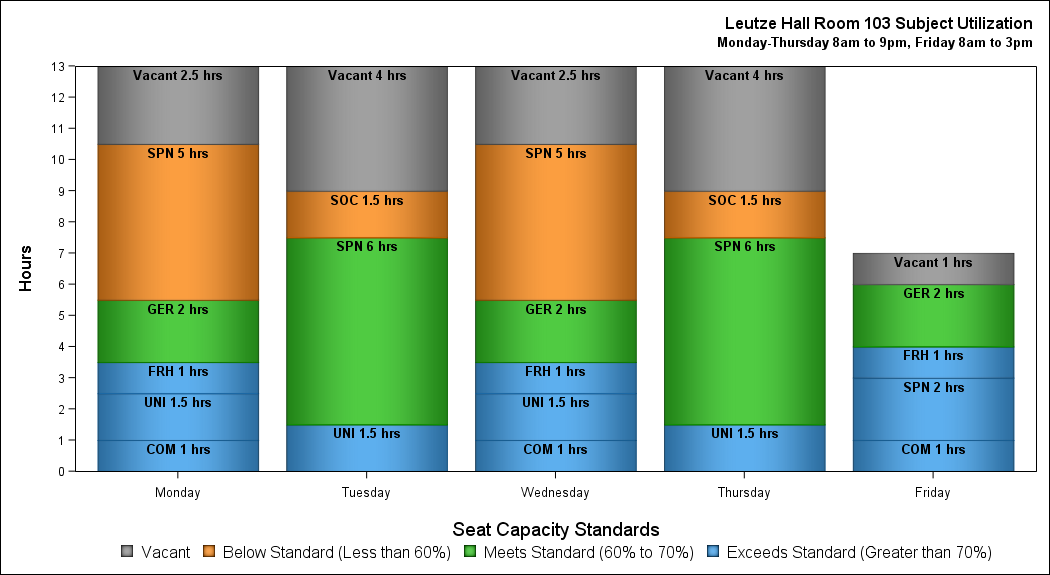 Leutze Hall Room 103 Subject Utilization
Monday-Thursday 8am to 9pm, Friday 8am to 3pm
Hours
13
12
11
10
9
8
7
6
5
4
3
2
1
0
Vacant 2.5 hrs
SPN 5 hrs
GER 2 hrs
FRH 1 hrs
UNI 1.5 hrs
COM 1 hrs
Monday
Vacant 4 hrs
SOC 1.5 hrs
SPN 6 hrs
UNI 1.5 hrs
Tuesday
Vacant 2.5 hrs
SPN 5 hrs
GER 2 hrs
FRH 1 hrs
UNI 1.5 hrs
COM 1 hrs
Wednesday
Vacant 4 hrs
SOC 1.5 hrs
SPN 6 hrs
UNI 1.5 hrs
Thursday
Vacant 1 hrs
GER 2 hrs
FRH 1 hrs
SPN 2 hrs
COM 1 hrs
Friday
Seat Capacity Standards
Vacant Below Standard (Less than 60%) Meets Standard (60% to 70%) Exceeds Standard (Greater than 70%)